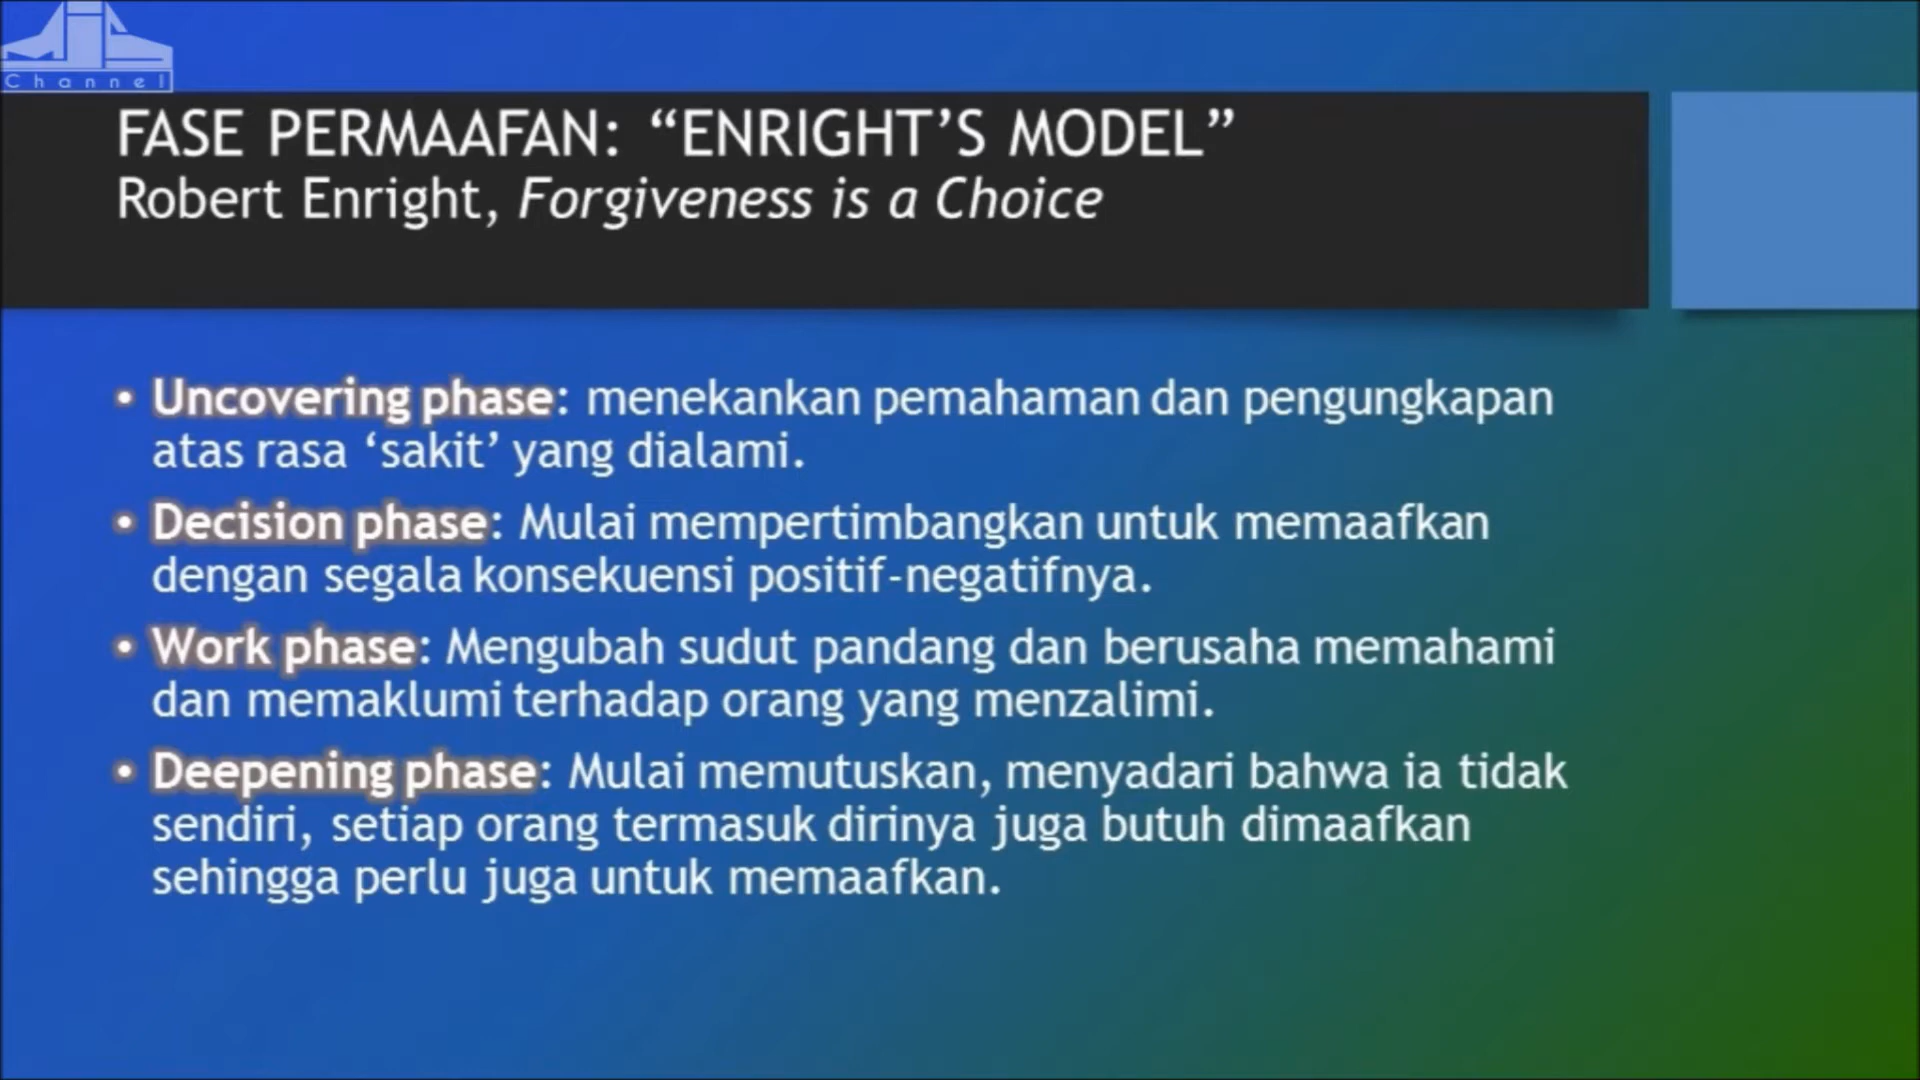 Channel
FASE PERMAAFAN: “ENRIGHT’S MODEL”
Robert Enright, Forgiveness is a Choice
• Uncovering phase: menekankan pemahaman dan pengungkapan
atas rasa ‘sakit’ yang dialami.
• Decision phase: Mulai mempertimbangkan untuk memaafkan
dengan segala konsekuensi positif-negatifnya.
• Work phase: Mengubah sudut pandang dan berusaha memahami
dan memaklumi terhadap orang yang menzalimi.
• Deepening phase: Mulai memutuskan, menyadari bahwa ia tidak
sendiri, setiap orang termasuk dirinya juga butuh dimaafkan
sehingga perlu juga untuk memaafkan.